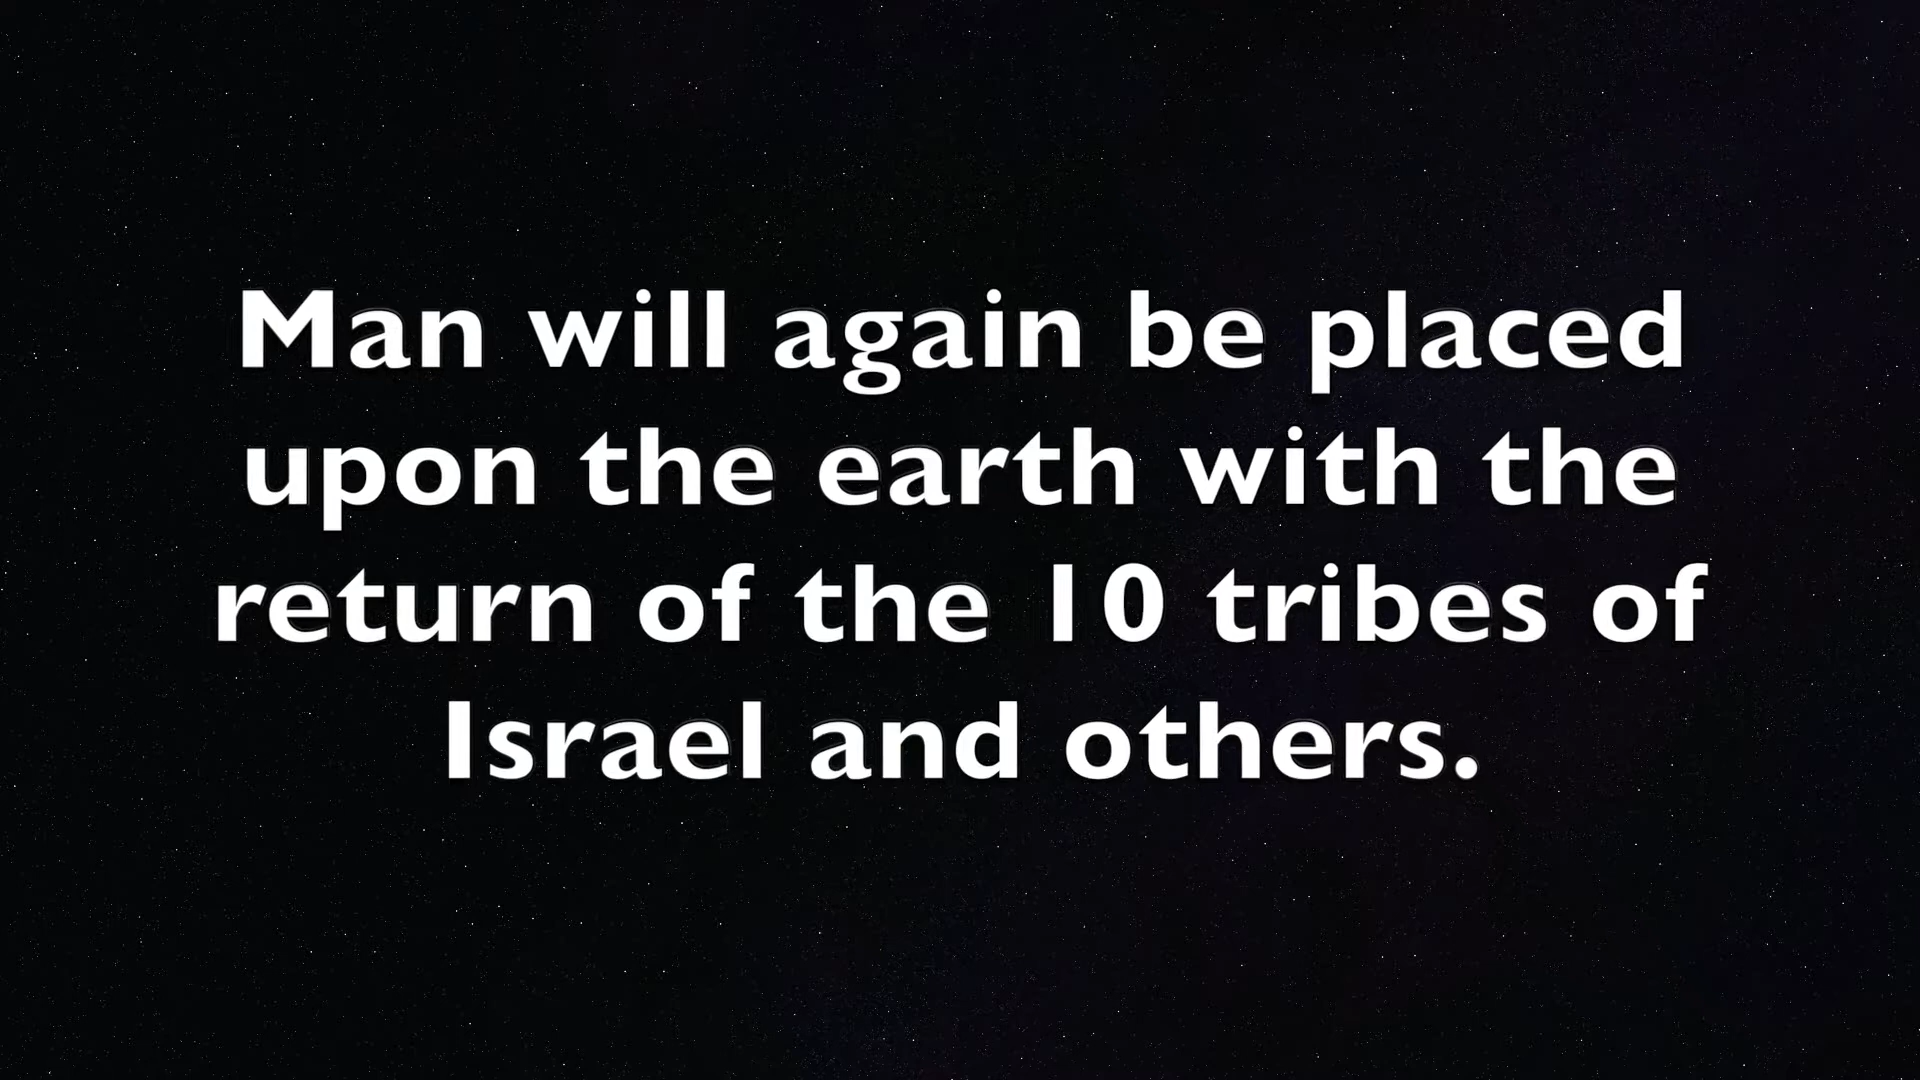 Man will again be placed
upon the earth with the
return of the 10 tribes of
Israel and others.